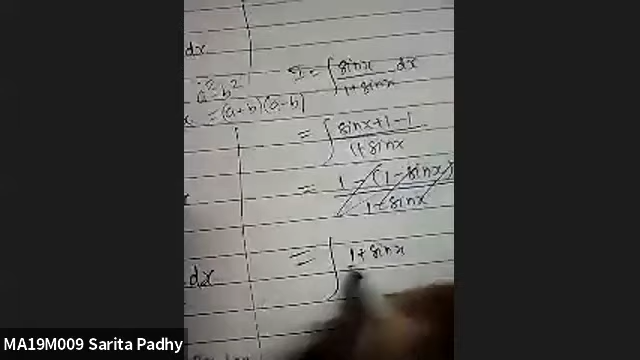 dx
a² b²
= (a+b)(a-b)
I = ∫ sinx / 1+sinx dx
= ∫ sinx+1-1 / 1+sinx
= 1-(1-sinx) / 1-sinx
= ∫ 1+sinx
dx
MA19M009 Sarita Padhy